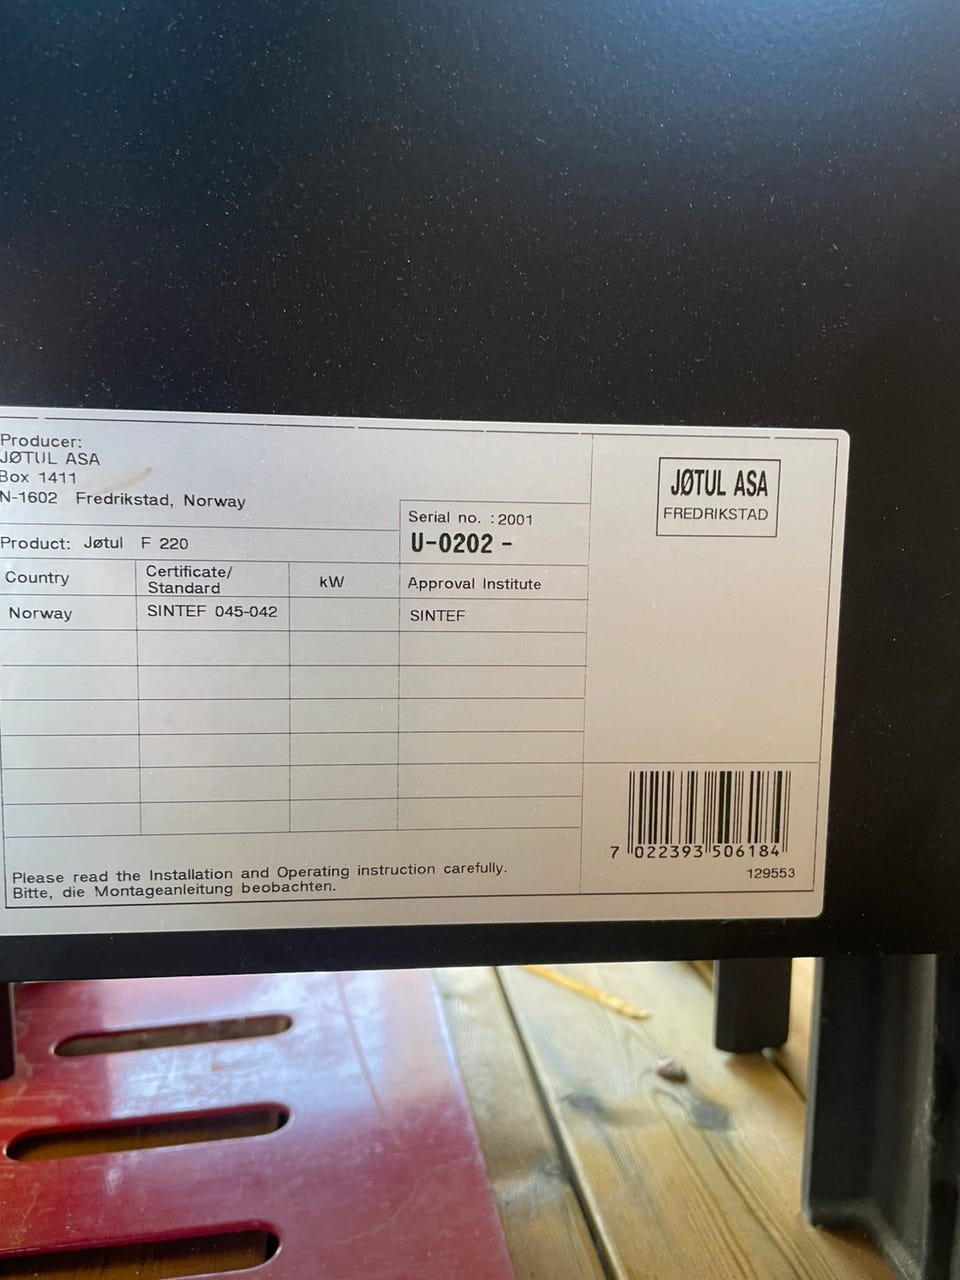 Producer:
JØTUL ASA
Box 1411
N-1602 Fredrikstad, Norway
Product: Jøtul F 220
Serial no. :2001
U-0202 -
Country Certificate/ Standard kW Approval Institute
Norway SINTEF 045-042 SINTEF
Please read the Installation and Operating instruction carefully.
Bitte, die Montageanleitung beobachten.
JØTUL ASA
FREDRIKSTAD
7 022393 506184
129553